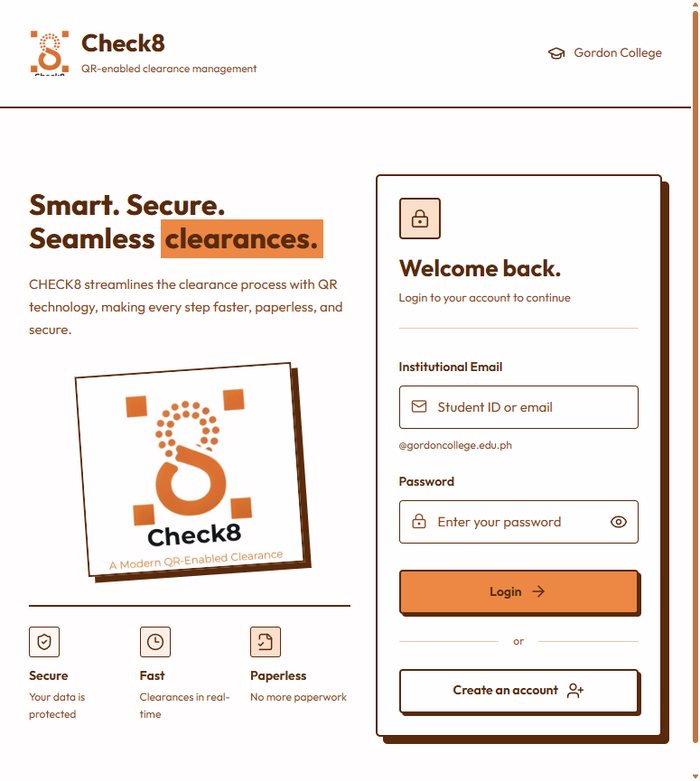 Check8
Check8
QR-enabled clearance management
Gordon College
Smart. Secure.
Seamless clearances.
CHECK8 streamlines the clearance process with QR
technology, making every step faster, paperless, and
secure.
Check8
A Modern QR-Enabled Clearance
Secure
Your data is
protected
Fast
Clearances in real-
time
Paperless
No more paperwork
Welcome back.
Login to your account to continue
Institutional Email
Student ID or email
@gordoncollege.edu.ph
Password
Enter your password
Login
or
Create an account